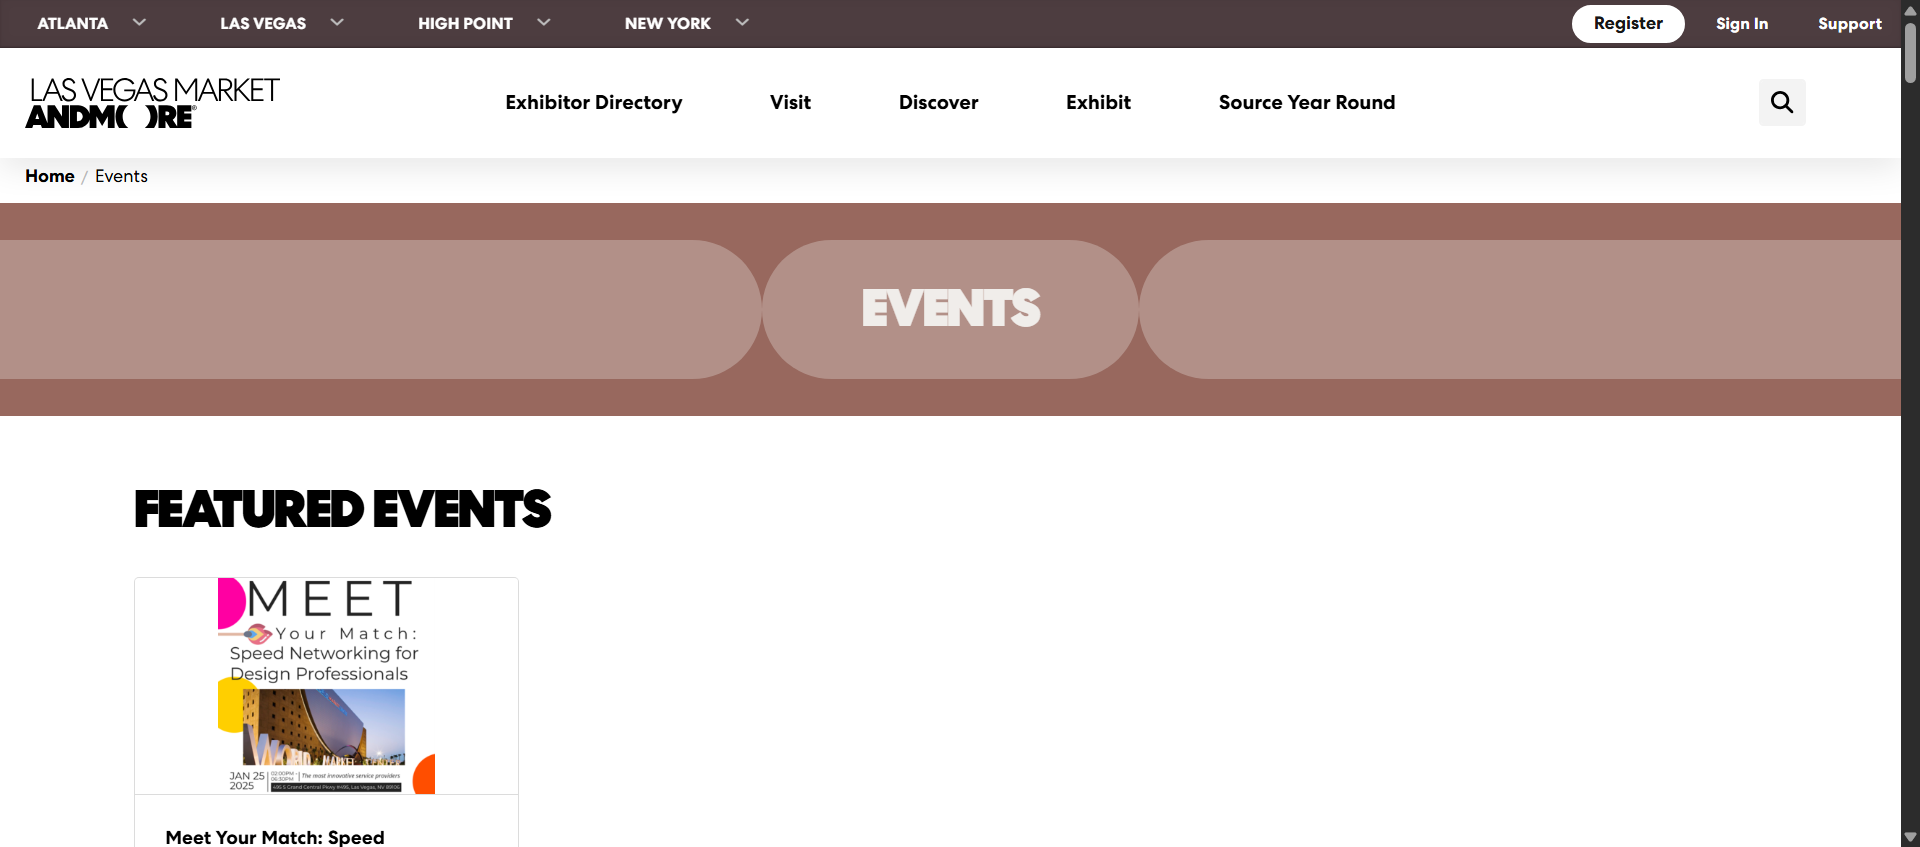 ATLANTA LAS VEGAS HIGH POINT NEW YORK Register Sign In Support
LAS VEGAS MARKET
ANDMORE®
Exhibitor Directory Visit Discover Exhibit Source Year Round
Home / Events
EVENTS
FEATURED EVENTS
MEET
Your Match:
Speed Networking for
Design Professionals
JAN 25
2025
02:00PM -
06:30PM
The most innovative service providers
495 S Grand Central Pkwy #495, Las Vegas, NV 89106
Meet Your Match: Speed